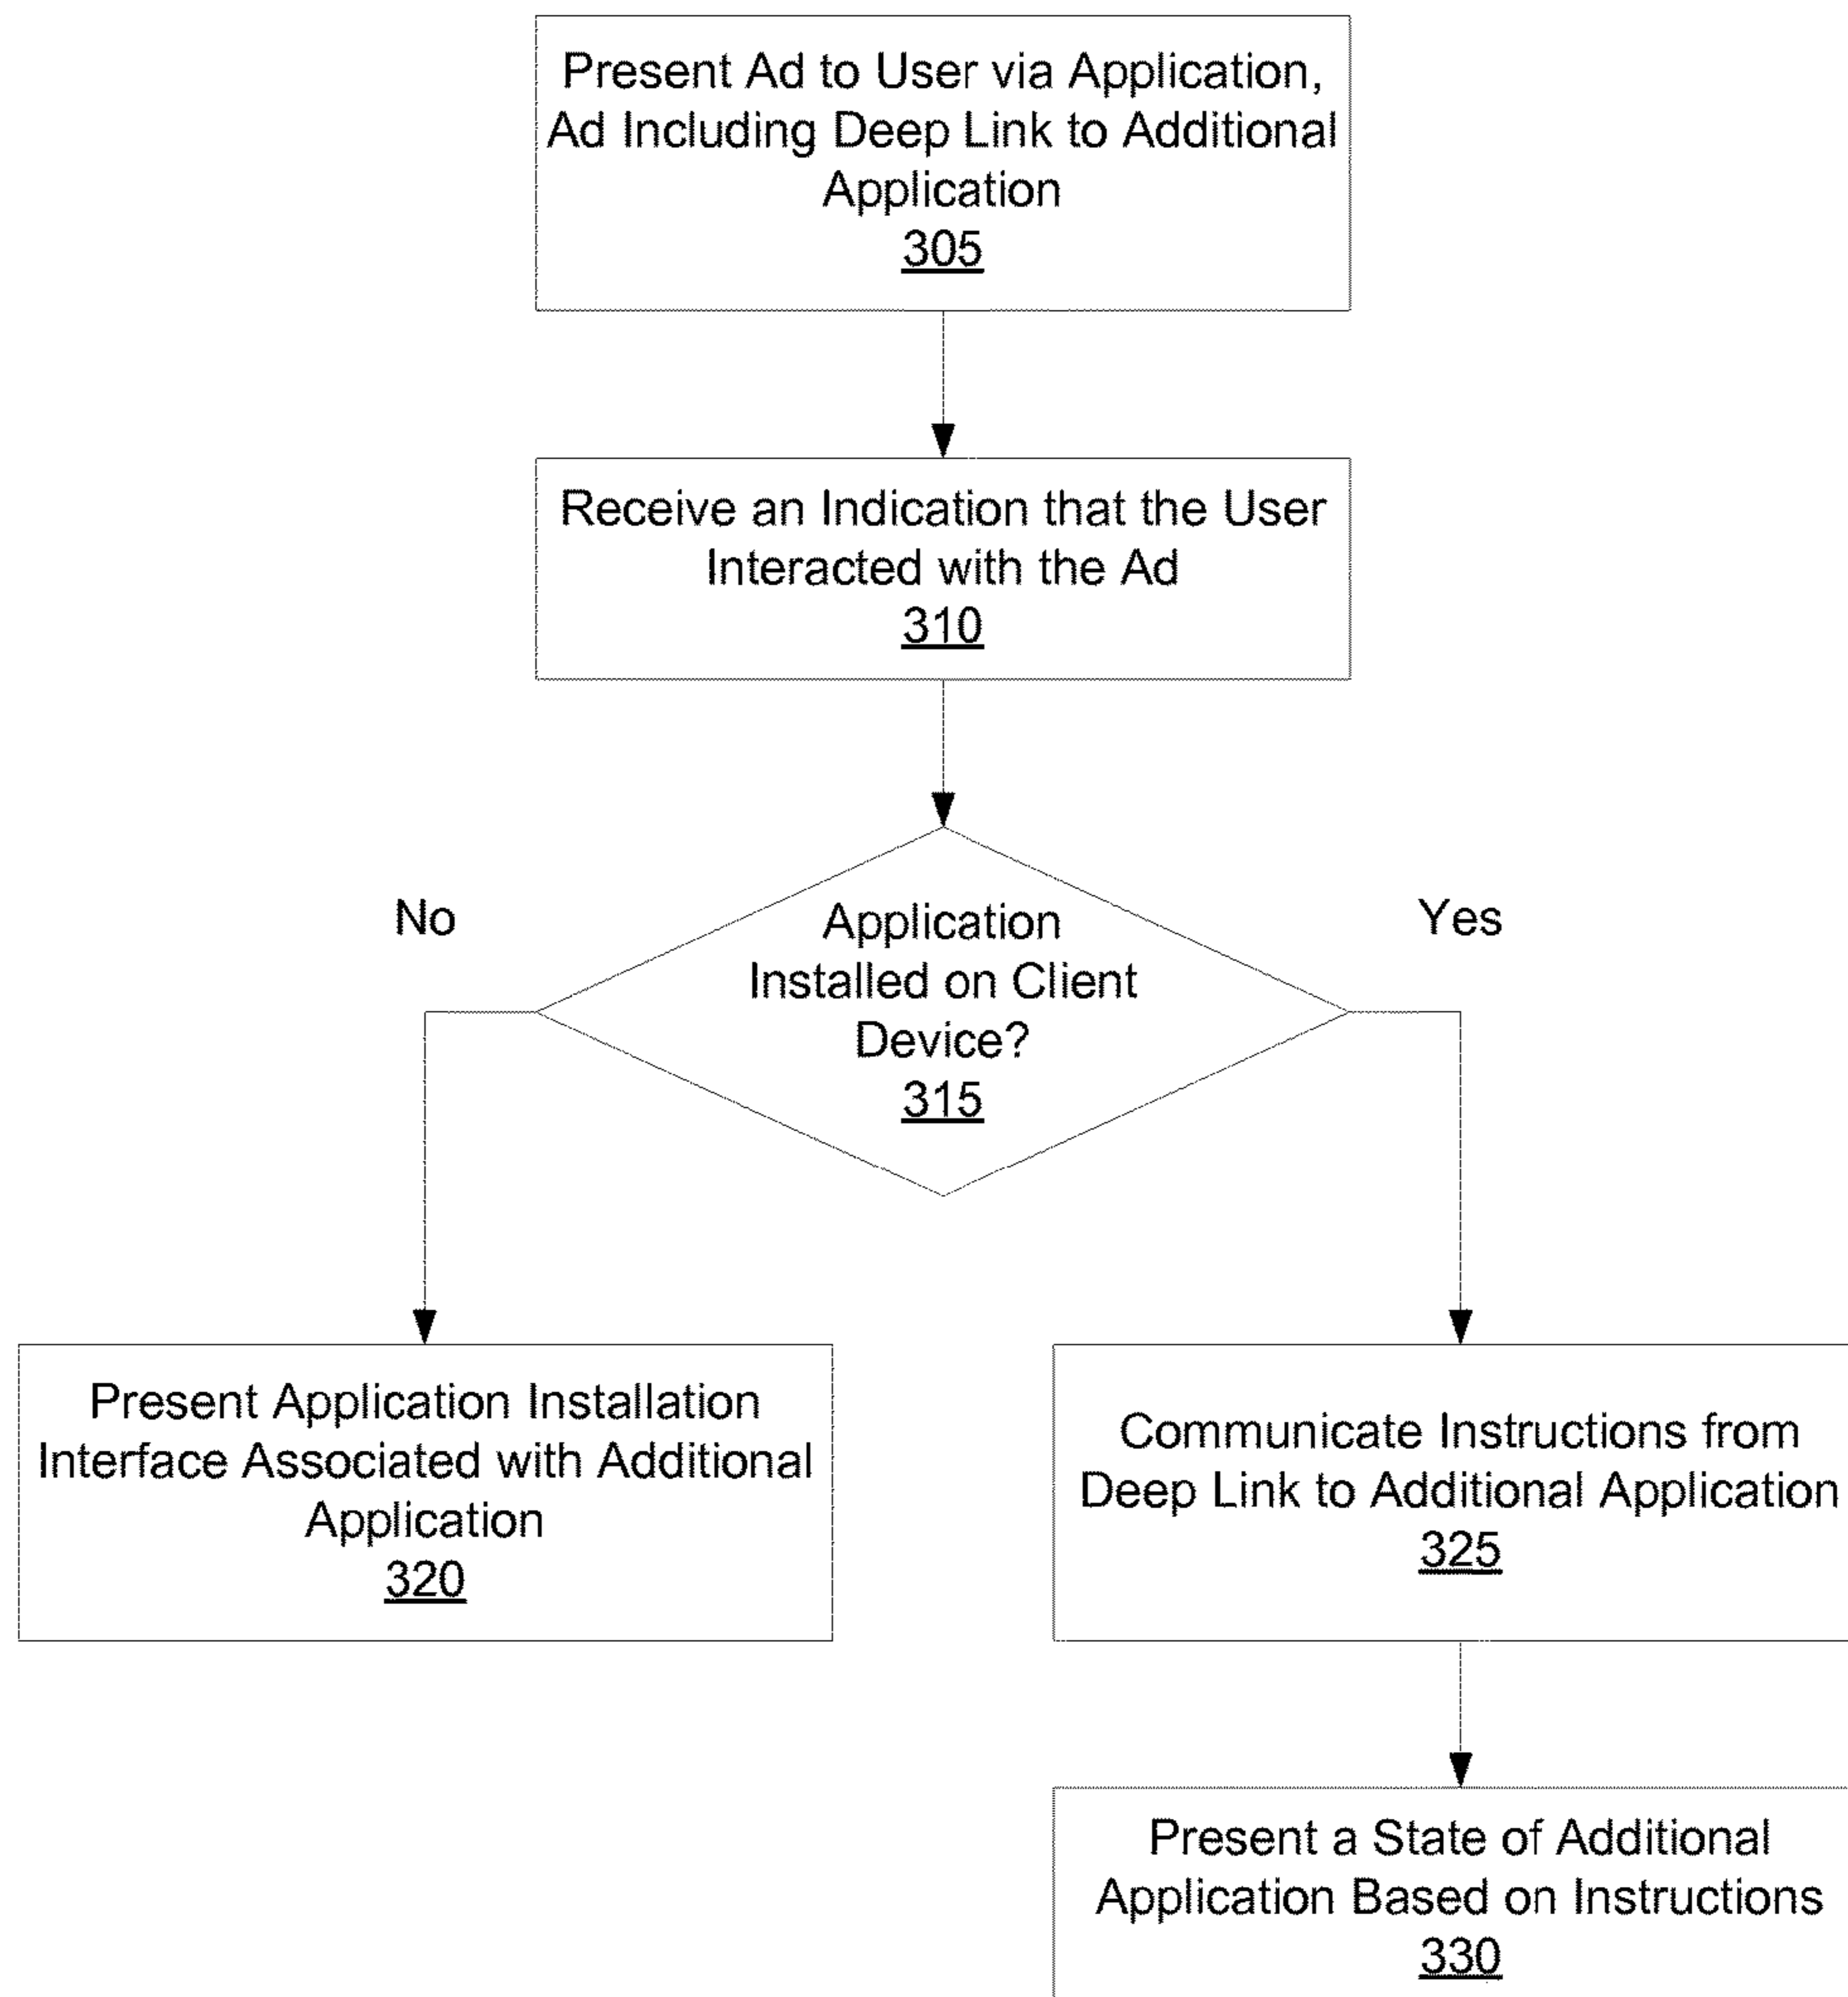 Present Ad to User via Application,
Ad Including Deep Link to Additional
Application
305
Receive an Indication that the User
Interacted with the Ad
310
No
Yes
Application
Installed on Client
Device?
315
Present Application Installation
Interface Associated with Additional
Application
320
Communicate Instructions from
Deep Link to Additional Application
325
Present a State of Additional
Application Based on Instructions
330